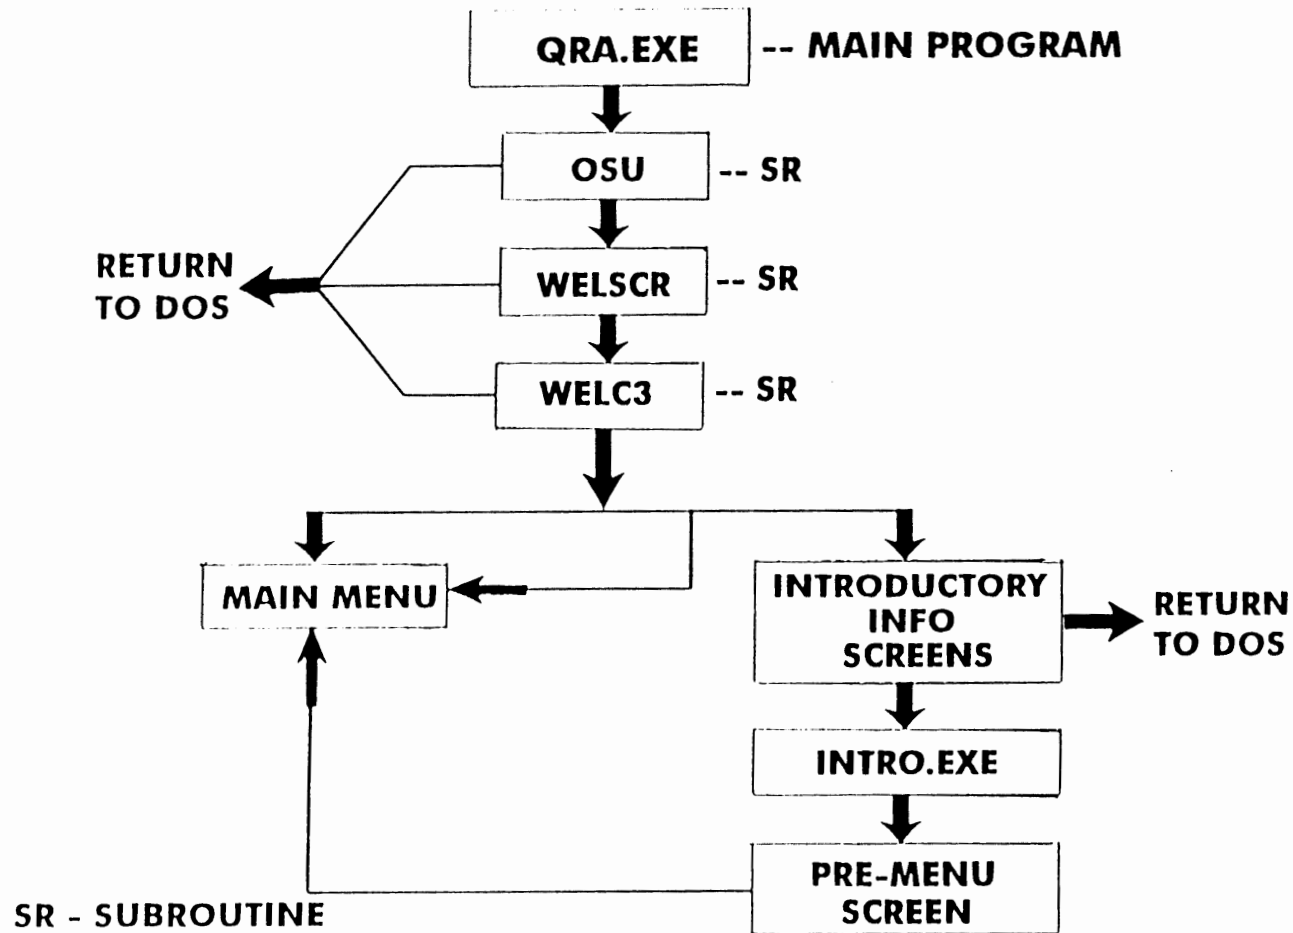 QRA.EXE -- MAIN PROGRAM
OSU -- SR
RETURN
TO DOS
WELSCR -- SR
WELC3 -- SR
MAIN MENU
INTRODUCTORY
INFO
SCREENS
RETURN
TO DOS
INTRO.EXE
PRE-MENU
SCREEN
SR - SUBROUTINE